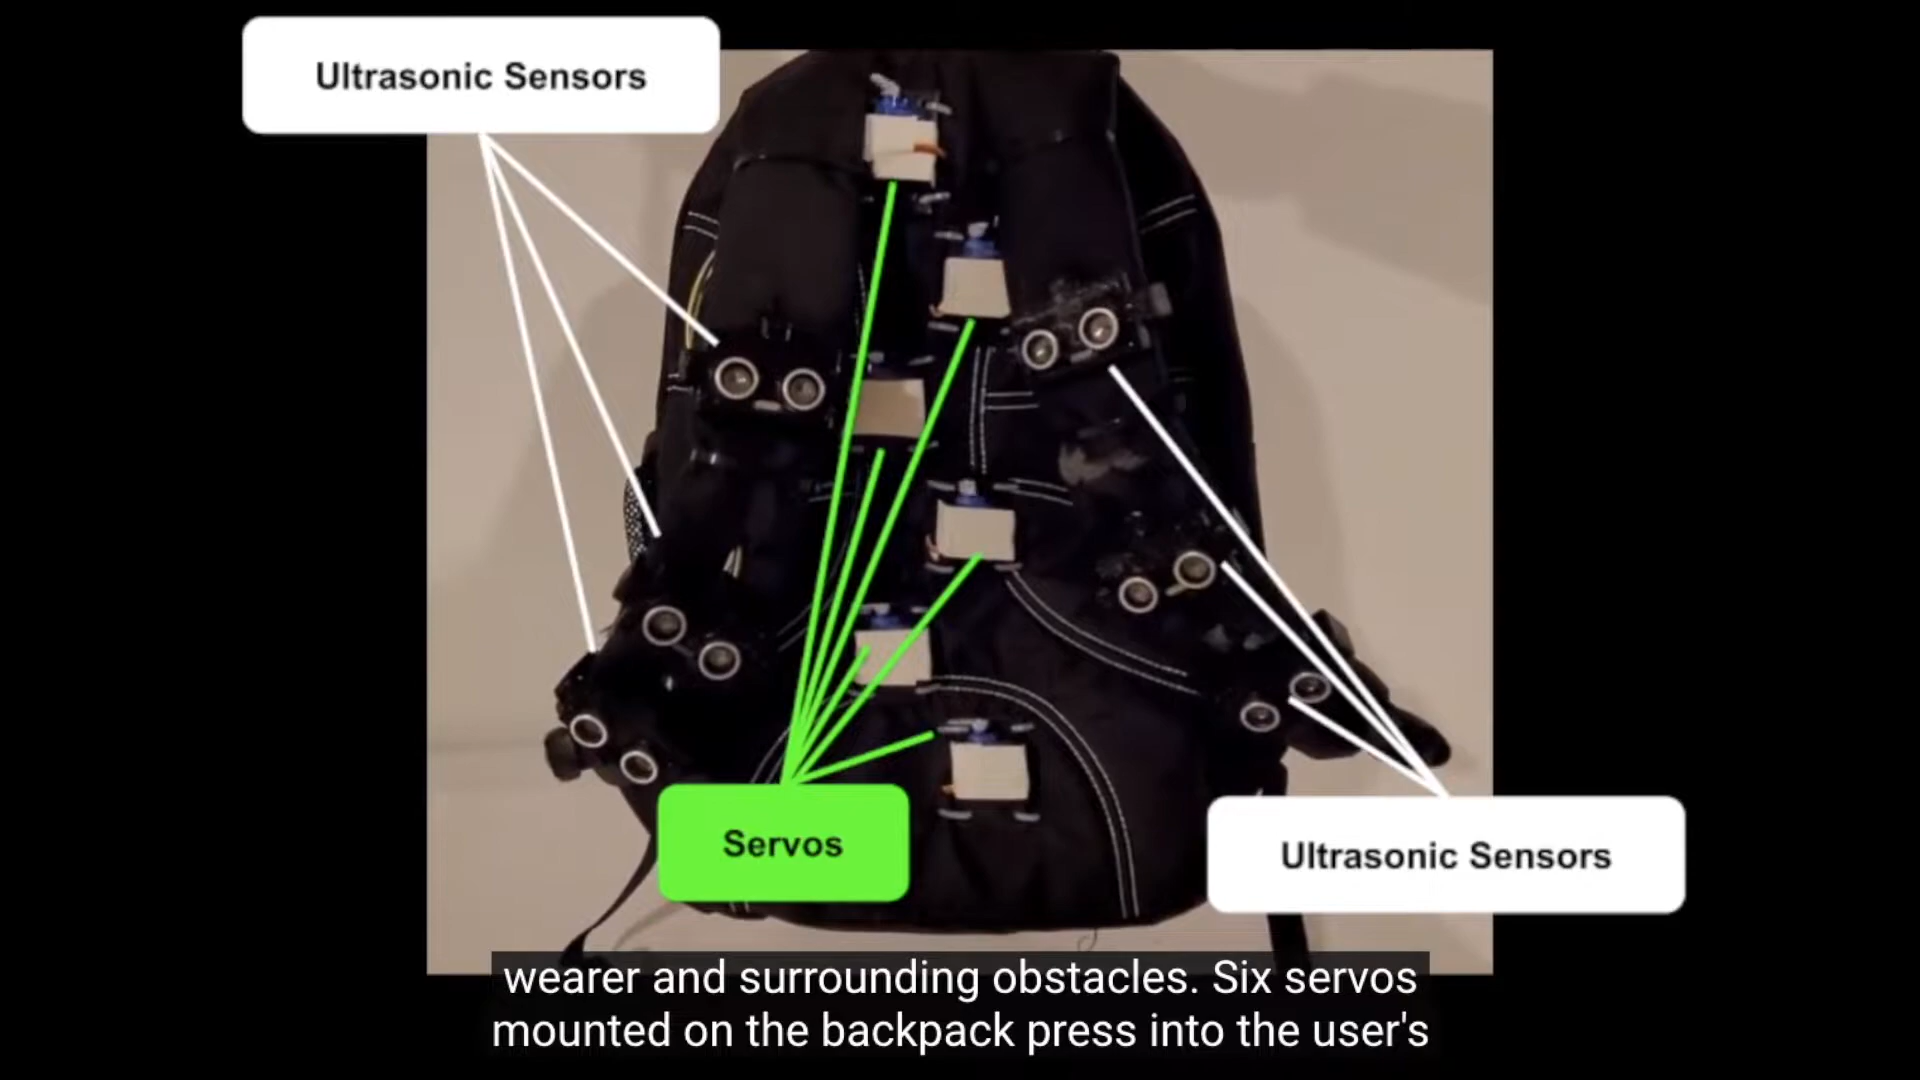 Ultrasonic Sensors
Servos
Ultrasonic Sensors
wearer and surrounding obstacles. Six servos
mounted on the backpack press into the user's